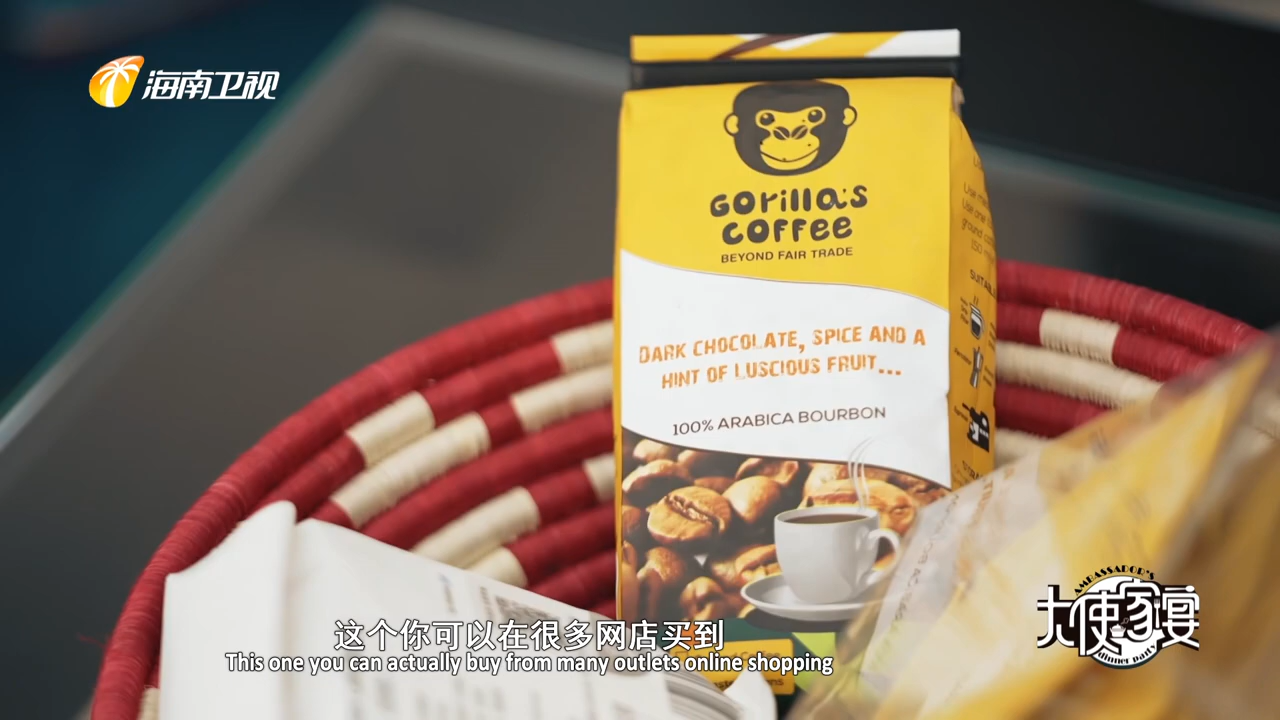 海南卫视
GORILLA'S
COFFEE
BEYOND FAIR TRADE
DARK CHOCOLATE, SPICE AND A
HINT OF LUSCIOUS FRUIT...
100% ARABICA BOURBON
这个你可以在很多网店买到
This one you can actually buy from many outlets online shopping
AMBASSADOR'S
大使家宴
dinner party